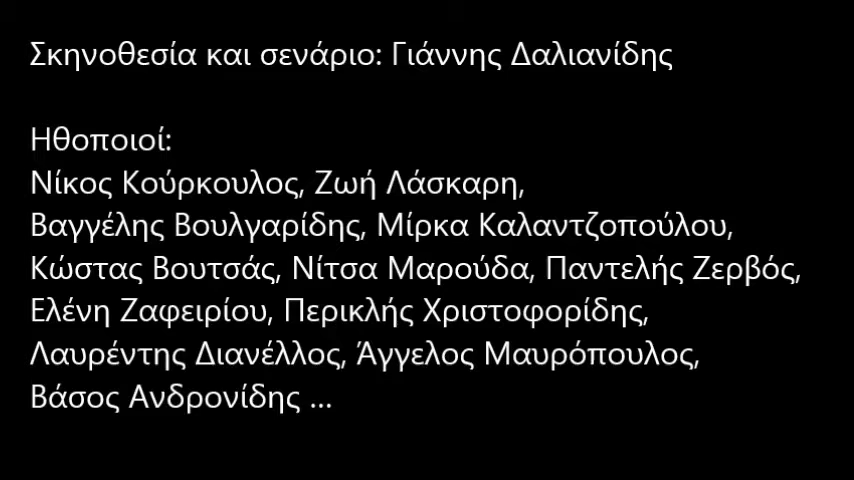 Σκηνοθεσία και σενάριο: Γιάννης Δαλιανίδης
Ηθοποιοί:
Νίκος Κούρκουλος, Ζωή Λάσκαρη,
Βαγγέλης Βουλγαρίδης, Μίρκα Καλαντζοπούλου,
Κώστας Βουτσάς, Νίτσα Μαρούδα, Παντελής Ζερβός,
Ελένη Ζαφειρίου, Περικλής Χριστοφορίδης,
Λαυρέντης Διανέλλος, Άγγελος Μαυρόπουλος,
Βάσος Ανδρονίδης ...